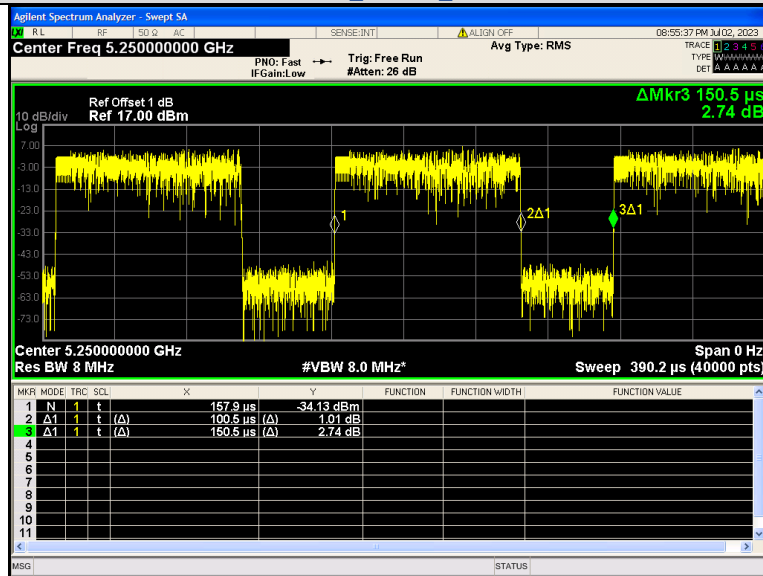 Agilent Spectrum Analyzer - Swept SA
LXI RL RF 50 Ω AC SENSE:INT ALIGN OFF 08:55:37 PM Jul 02, 2023
Center Freq 5.250000000 GHz Avg Type: RMS TRACE 1 2 3 4 5
PNO: Fast Trig: Free Run TYPE
IFGain:Low #Atten: 26 dB DET A A A A A
ΔMkr3 150.5 µs
2.74 dB
Ref Offset 1 dB
10 dB/div Ref 17.00 dBm
Log
7.00
-3.00
-13.0
-23.0
-33.0
-43.0
-53.0
-63.0
-73.0
1
2Δ1
3Δ1
Center 5.250000000 GHz Span 0 Hz
Res BW 8 MHz #VBW 8.0 MHz* Sweep 390.2 µs (40000 pts)
MKR MODE TRC SCL X Y FUNCTION FUNCTION WIDTH FUNCTION VALUE
1 N 1 t 157.9 µs -34.13 dBm
2 Δ1 1 t (Δ) 100.5 µs (Δ) 1.01 dB
3 Δ1 1 t (Δ) 150.5 µs (Δ) 2.74 dB
4
5
6
7
8
9
10
11
MSG STATUS